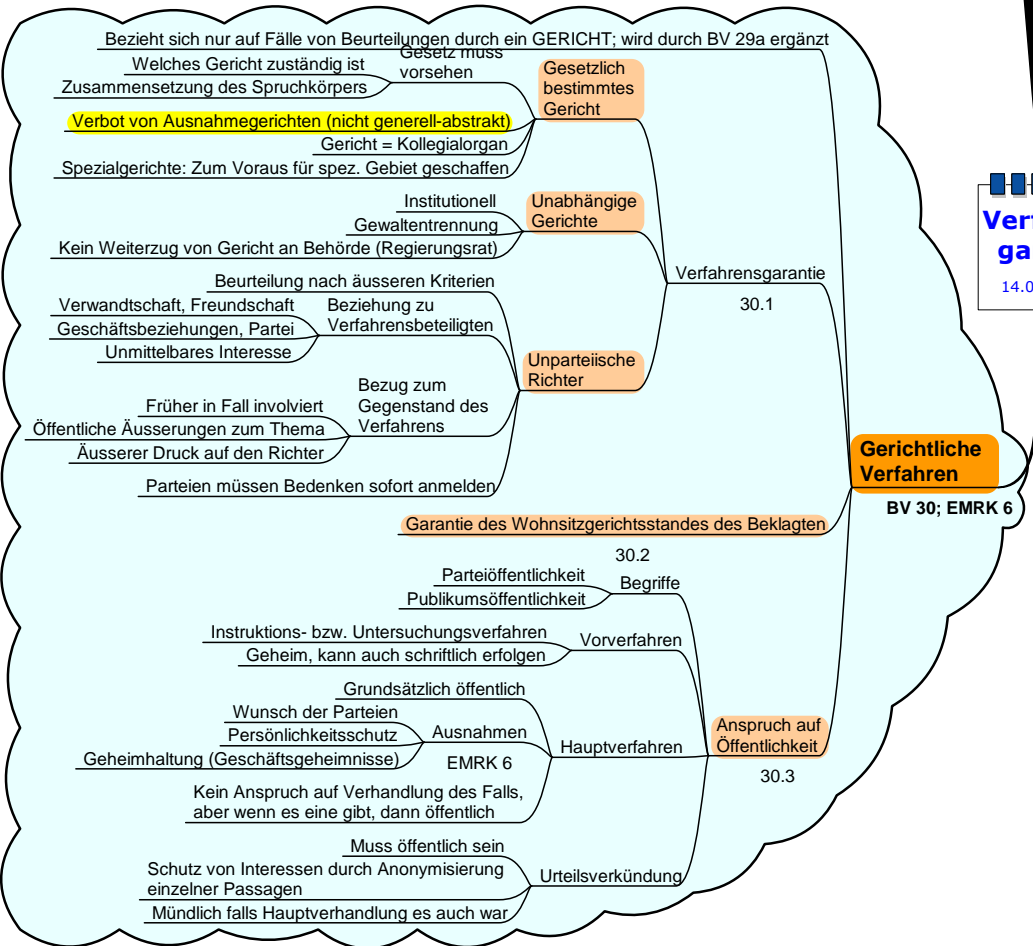 Bezieht sich nur auf Fälle von Beurteilungen durch ein GERICHT; wird durch BV 29a ergänzt
Welches Gericht zuständig ist
Zusammensetzung des Spruchkörpers
Gesetz muss
vorsehen
Verbot von Ausnahmegerichten (nicht generell-abstrakt)
Gericht = Kollegialorgan
Spezialgerichte: Zum Voraus für spez. Gebiet geschaffen
Gesetzlich
bestimmtes
Gericht
Institutionell
Gewaltentrennung
Kein Weiterzug von Gericht an Behörde (Regierungsrat)
Unabhängige
Gerichte
Beurteilung nach äusseren Kriterien
Verwandtschaft, Freundschaft
Geschäftsbeziehungen, Partei
Unmittelbares Interesse
Beziehung zu
Verfahrensbeteiligten
Früher in Fall involviert
Öffentliche Äusserungen zum Thema
Äusserer Druck auf den Richter
Bezug zum
Gegenstand des
Verfahrens
Parteien müssen Bedenken sofort anmelden
Unparteiische
Richter
Verfahrensgarantie
30.1
Garantie des Wohnsitzgerichtsstandes des Beklagten
30.2
Parteiöffentlichkeit
Publikumsöffentlichkeit
Begriffe
Instruktions- bzw. Untersuchungsverfahren
Geheim, kann auch schriftlich erfolgen
Vorverfahren
Grundsätzlich öffentlich
Wunsch der Parteien
Persönlichkeitsschutz
Geheimhaltung (Geschäftsgeheimnisse)
Ausnahmen
EMRK 6
Kein Anspruch auf Verhandlung des Falls,
aber wenn es eine gibt, dann öffentlich
Hauptverfahren
Muss öffentlich sein
Schutz von Interessen durch Anonymisierung
einzelner Passagen
Mündlich falls Hauptverhandlung es auch war
Urteilsverkündung
Anspruch auf
Öffentlichkeit
30.3
Gerichtliche
Verfahren
BV 30; EMRK 6
ga
14.0